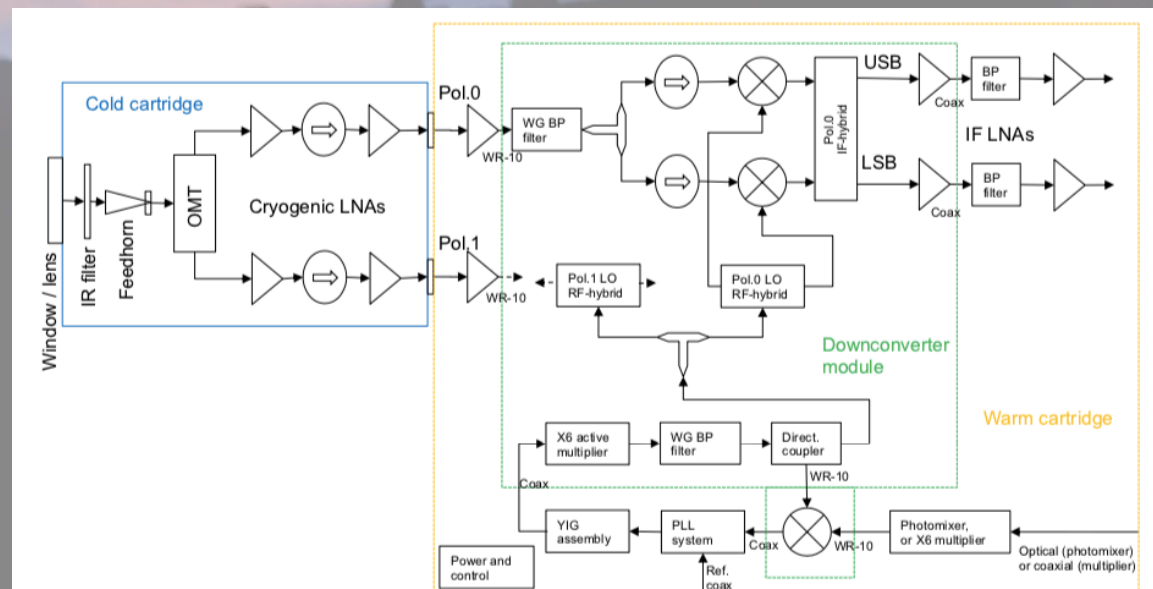 Cold cartridge
Window / lens
IR filter
Feedhorn
OMT
Cryogenic LNAs
Pol.0
WR-10
Pol.1
WR-10
WG BP
filter
Pol.0
IF-hybrid
USB
LSB
Coax
Coax
BP
filter
BP
filter
IF LNAs
Pol.1 LO
RF-hybrid
Pol.0 LO
RF-hybrid
Downconverter
module
Warm cartridge
X6 active
multiplier
WG BP
filter
Direct.
coupler
WR-10
Coax
YIG
assembly
PLL
system
Coax
WR-10
Photomixer,
or X6 multiplier
Optical (photomixer)
or coaxial (multiplier)
Power and
control
Ref.
coax